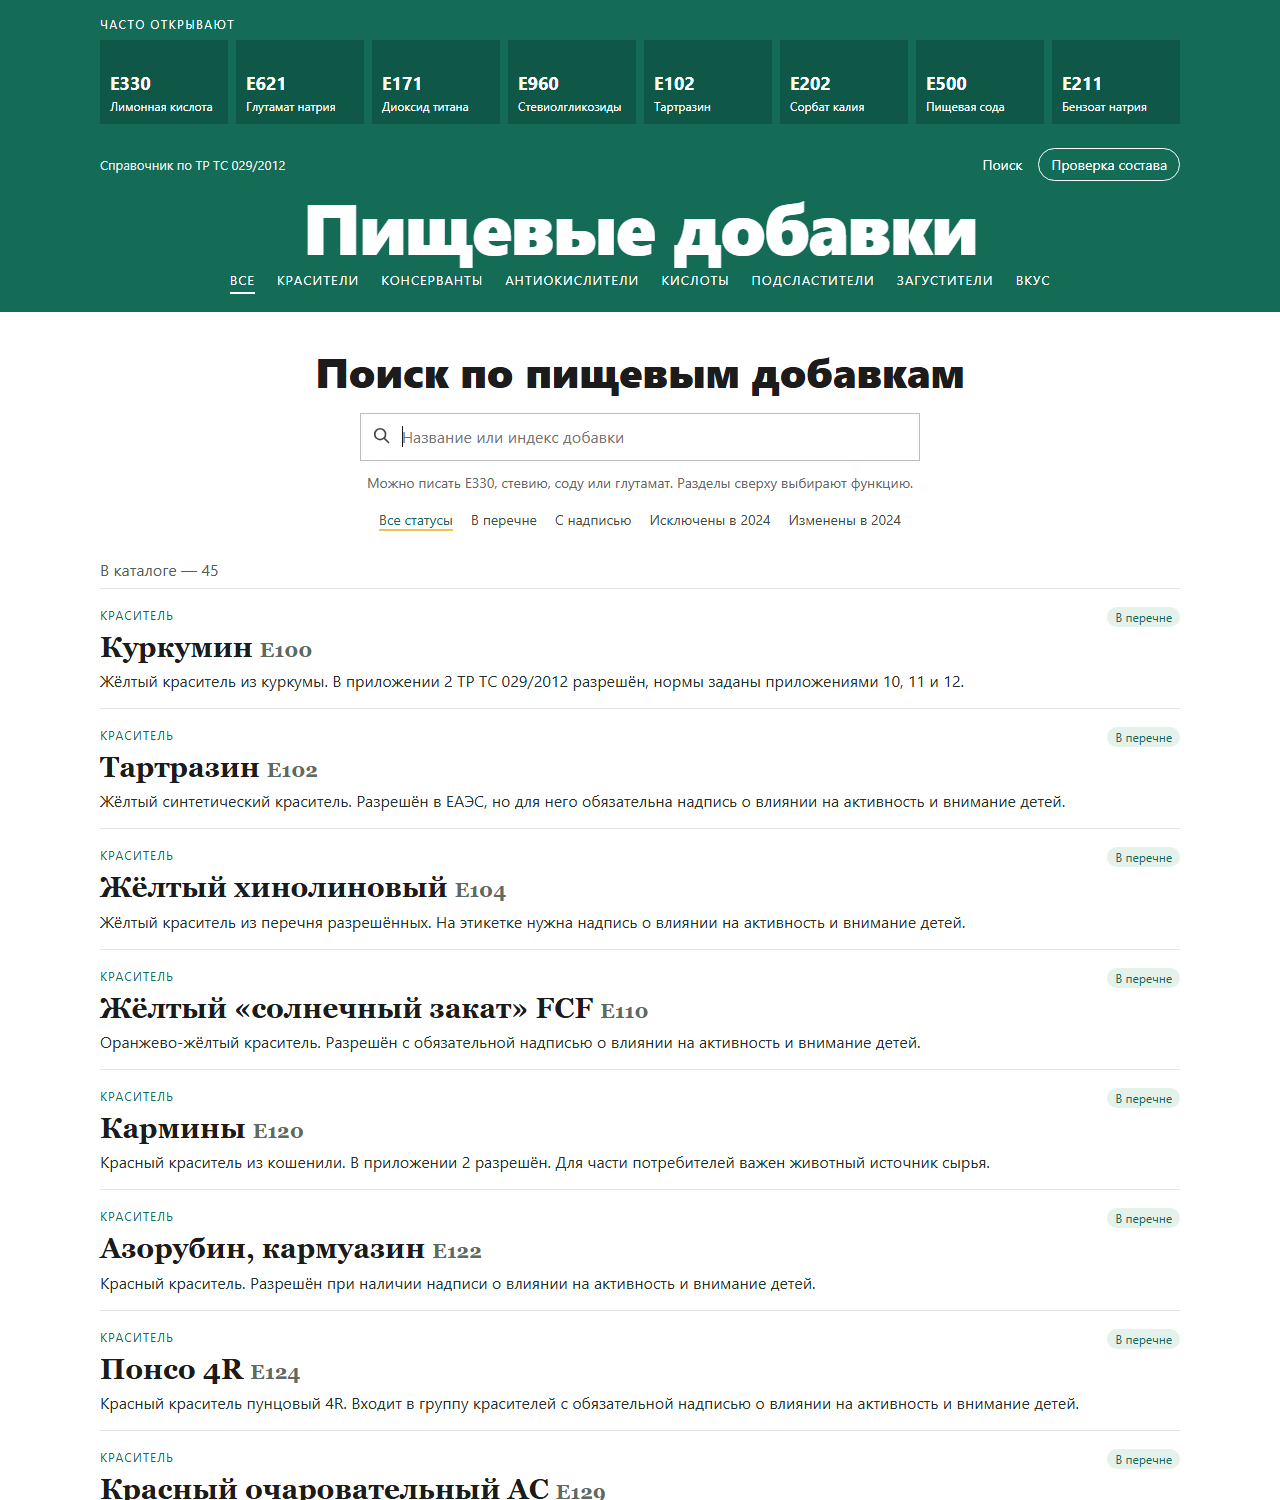 ЧАСТО ОТКРЫВАЮТ
E330
Лимонная кислота
E621
Глутамат натрия
E171
Диоксид титана
E960
Стевиолгликозиды
E102
Тартразин
E202
Сорбат калия
E500
Пищевая сода
E211
Бензоат натрия
Справочник по ТР ТС 029/2012
Поиск
Проверка состава
Пищевые добавки
ВСЕ КРАСИТЕЛИ КОНСЕРВАНТЫ АНТИОКИСЛИТЕЛИ КИСЛОТЫ ПОДСЛАСТИТЕЛИ ЗАГУСТИТЕЛИ ВКУС
Поиск по пищевым добавкам
Название или индекс добавки
Можно писать E330, стевию, соду или глутамат. Разделы сверху выбирают функцию.
Все статусы В перечне С надписью Исключены в 2024 Изменены в 2024
В каталоге — 45
КРАСИТЕЛЬ
В перечне
Куркумин E100
Жёлтый краситель из куркумы. В приложении 2 ТР ТС 029/2012 разрешён, нормы заданы приложениями 10, 11 и 12.
КРАСИТЕЛЬ
В перечне
Тартразин E102
Жёлтый синтетический краситель. Разрешён в ЕАЭС, но для него обязательна надпись о влиянии на активность и внимание детей.
КРАСИТЕЛЬ
В перечне
Жёлтый хинолиновый E104
Жёлтый краситель из перечня разрешённых. На этикетке нужна надпись о влиянии на активность и внимание детей.
КРАСИТЕЛЬ
В перечне
Жёлтый «солнечный закат» FCF E110
Оранжево-жёлтый краситель. Разрешён с обязательной надписью о влиянии на активность и внимание детей.
КРАСИТЕЛЬ
В перечне
Кармины E120
Красный краситель из кошенили. В приложении 2 разрешён. Для части потребителей важен животный источник сырья.
КРАСИТЕЛЬ
В перечне
Азорубин, кармуазин E122
Красный краситель. Разрешён при наличии надписи о влиянии на активность и внимание детей.
КРАСИТЕЛЬ
В перечне
Понсо 4R E124
Красный краситель пунцовый 4R. Входит в группу красителей с обязательной надписью о влиянии на активность и внимание детей.
КРАСИТЕЛЬ
В перечне
Красный очаровательный AC E129